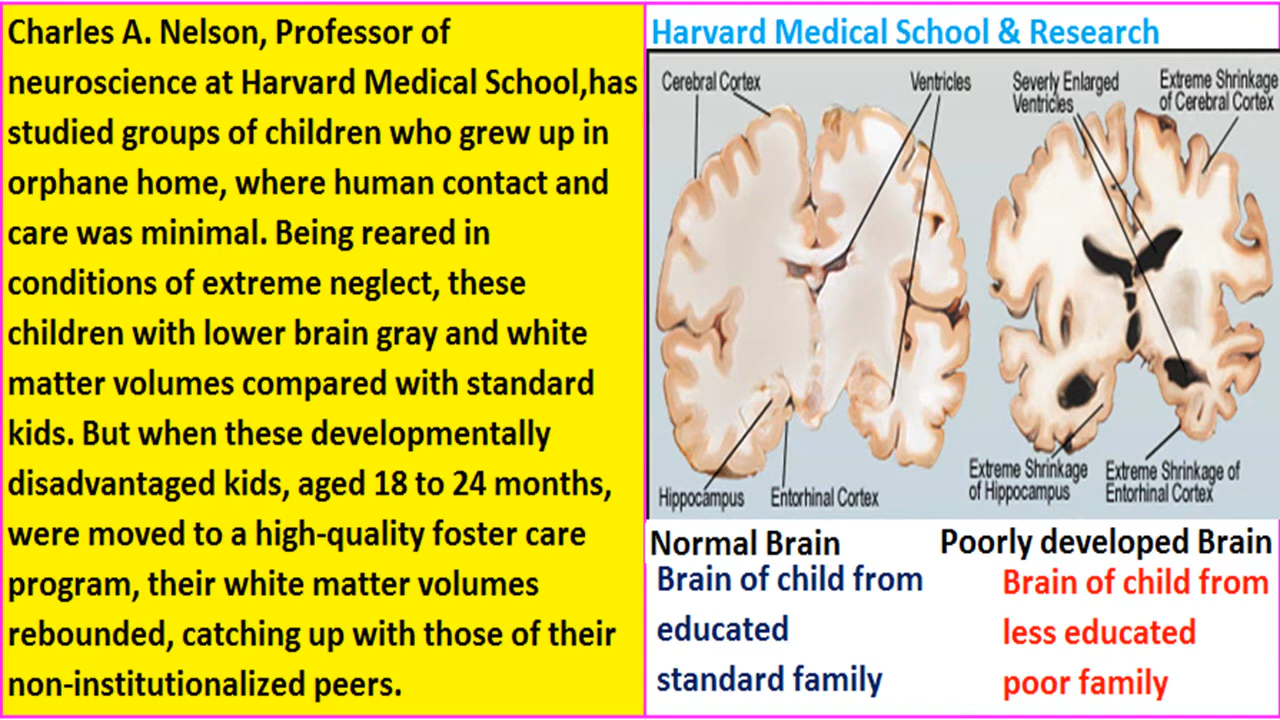 Charles A. Nelson, Professor of
neuroscience at Harvard Medical School,has
studied groups of children who grew up in
orphane home, where human contact and
care was minimal. Being reared in
conditions of extreme neglect, these
children with lower brain gray and white
matter volumes compared with standard
kids. But when these developmentally
disadvantaged kids, aged 18 to 24 months,
were moved to a high-quality foster care
program, their white matter volumes
rebounded, catching up with those of their
non-institutionalized peers.
Harvard Medical School & Research
Cerebral Cortex
Ventricles
Severly Enlarged
Ventricles
Extreme Shrinkage
of Cerebral Cortex
Hippocampus
Entorhinal Cortex
Extreme Shrinkage
of Hippocampus
Extreme Shrinkage of
Entorhinal Cortex
Normal Brain
Brain of child from
educated
standard family
Poorly developed Brain
Brain of child from
less educated
poor family